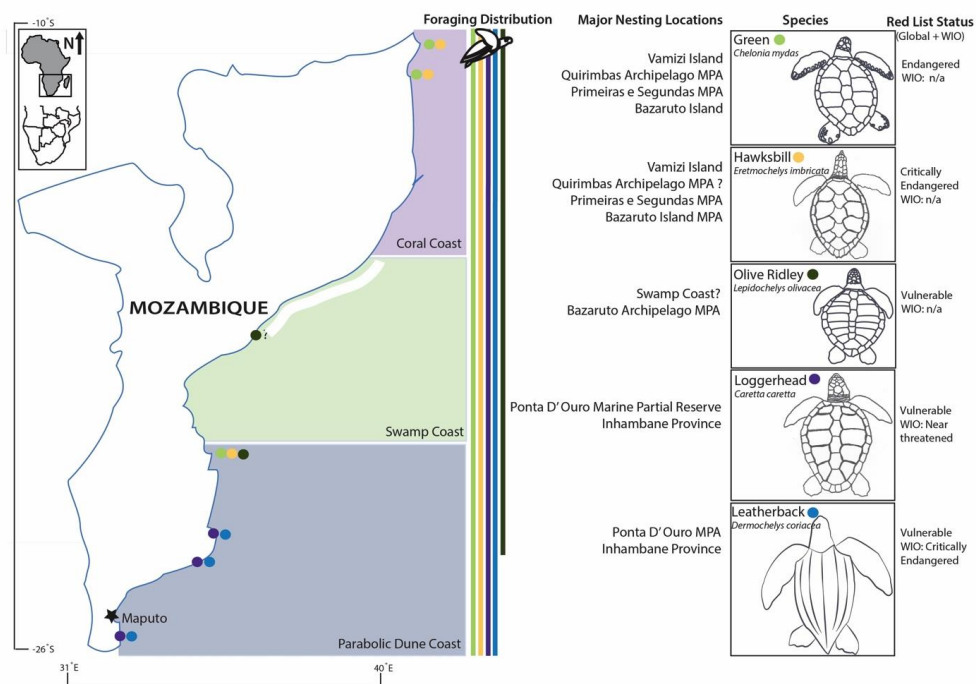 -10°S
N
Foraging Distribution
Major Nesting Locations
Species
Red List Status
(Global + WIO)
Green
Chelonia mydas
Vamizi Island
Quirimbas Archipelago MPA
Primeiras e Segundas MPA
Bazaruto Island
Endangered
WIO: n/a
Hawksbill
Eretmochelys imbricata
Vamizi Island
Quirimbas Archipelago MPA ?
Primeiras e Segundas MPA
Bazaruto Island MPA
Critically
Endangered
WIO: n/a
Coral Coast
Olive Ridley
Lepidochelys olivacea
Swamp Coast?
Bazaruto Archipelago MPA
Vulnerable
WIO: n/a
MOZAMBIQUE
?
Loggerhead
Caretta caretta
Ponta D'Ouro Marine Partial Reserve
Inhambane Province
Vulnerable
WIO: Near
threatened
Swamp Coast
Leatherback
Dermochelys coriacea
Ponta D'Ouro MPA
Inhambane Province
Vulnerable
WIO: Critically
Endangered
Maputo
Parabolic Dune Coast
-26°S
31°E
40°E